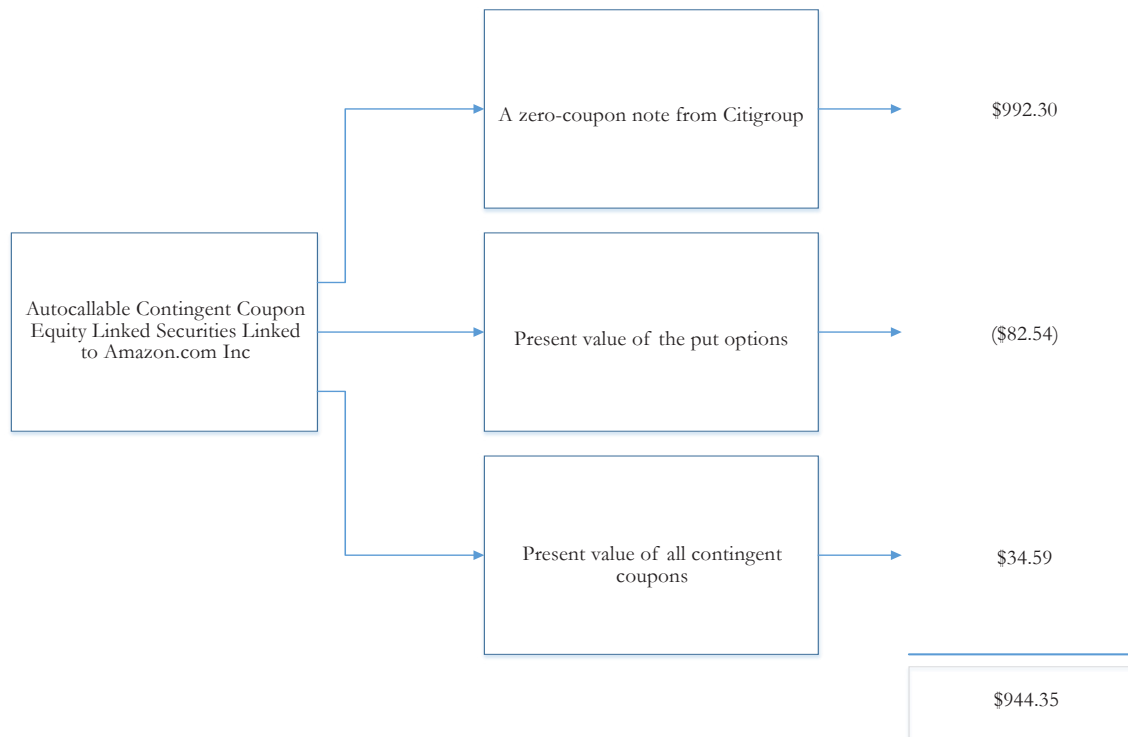 A zero-coupon note from Citigroup
$992.30
Autocallable Contingent Coupon
Equity Linked Securities Linked
to Amazon.com Inc
Present value of the put options
($82.54)
Present value of all contingent
coupons
$34.59
$944.35